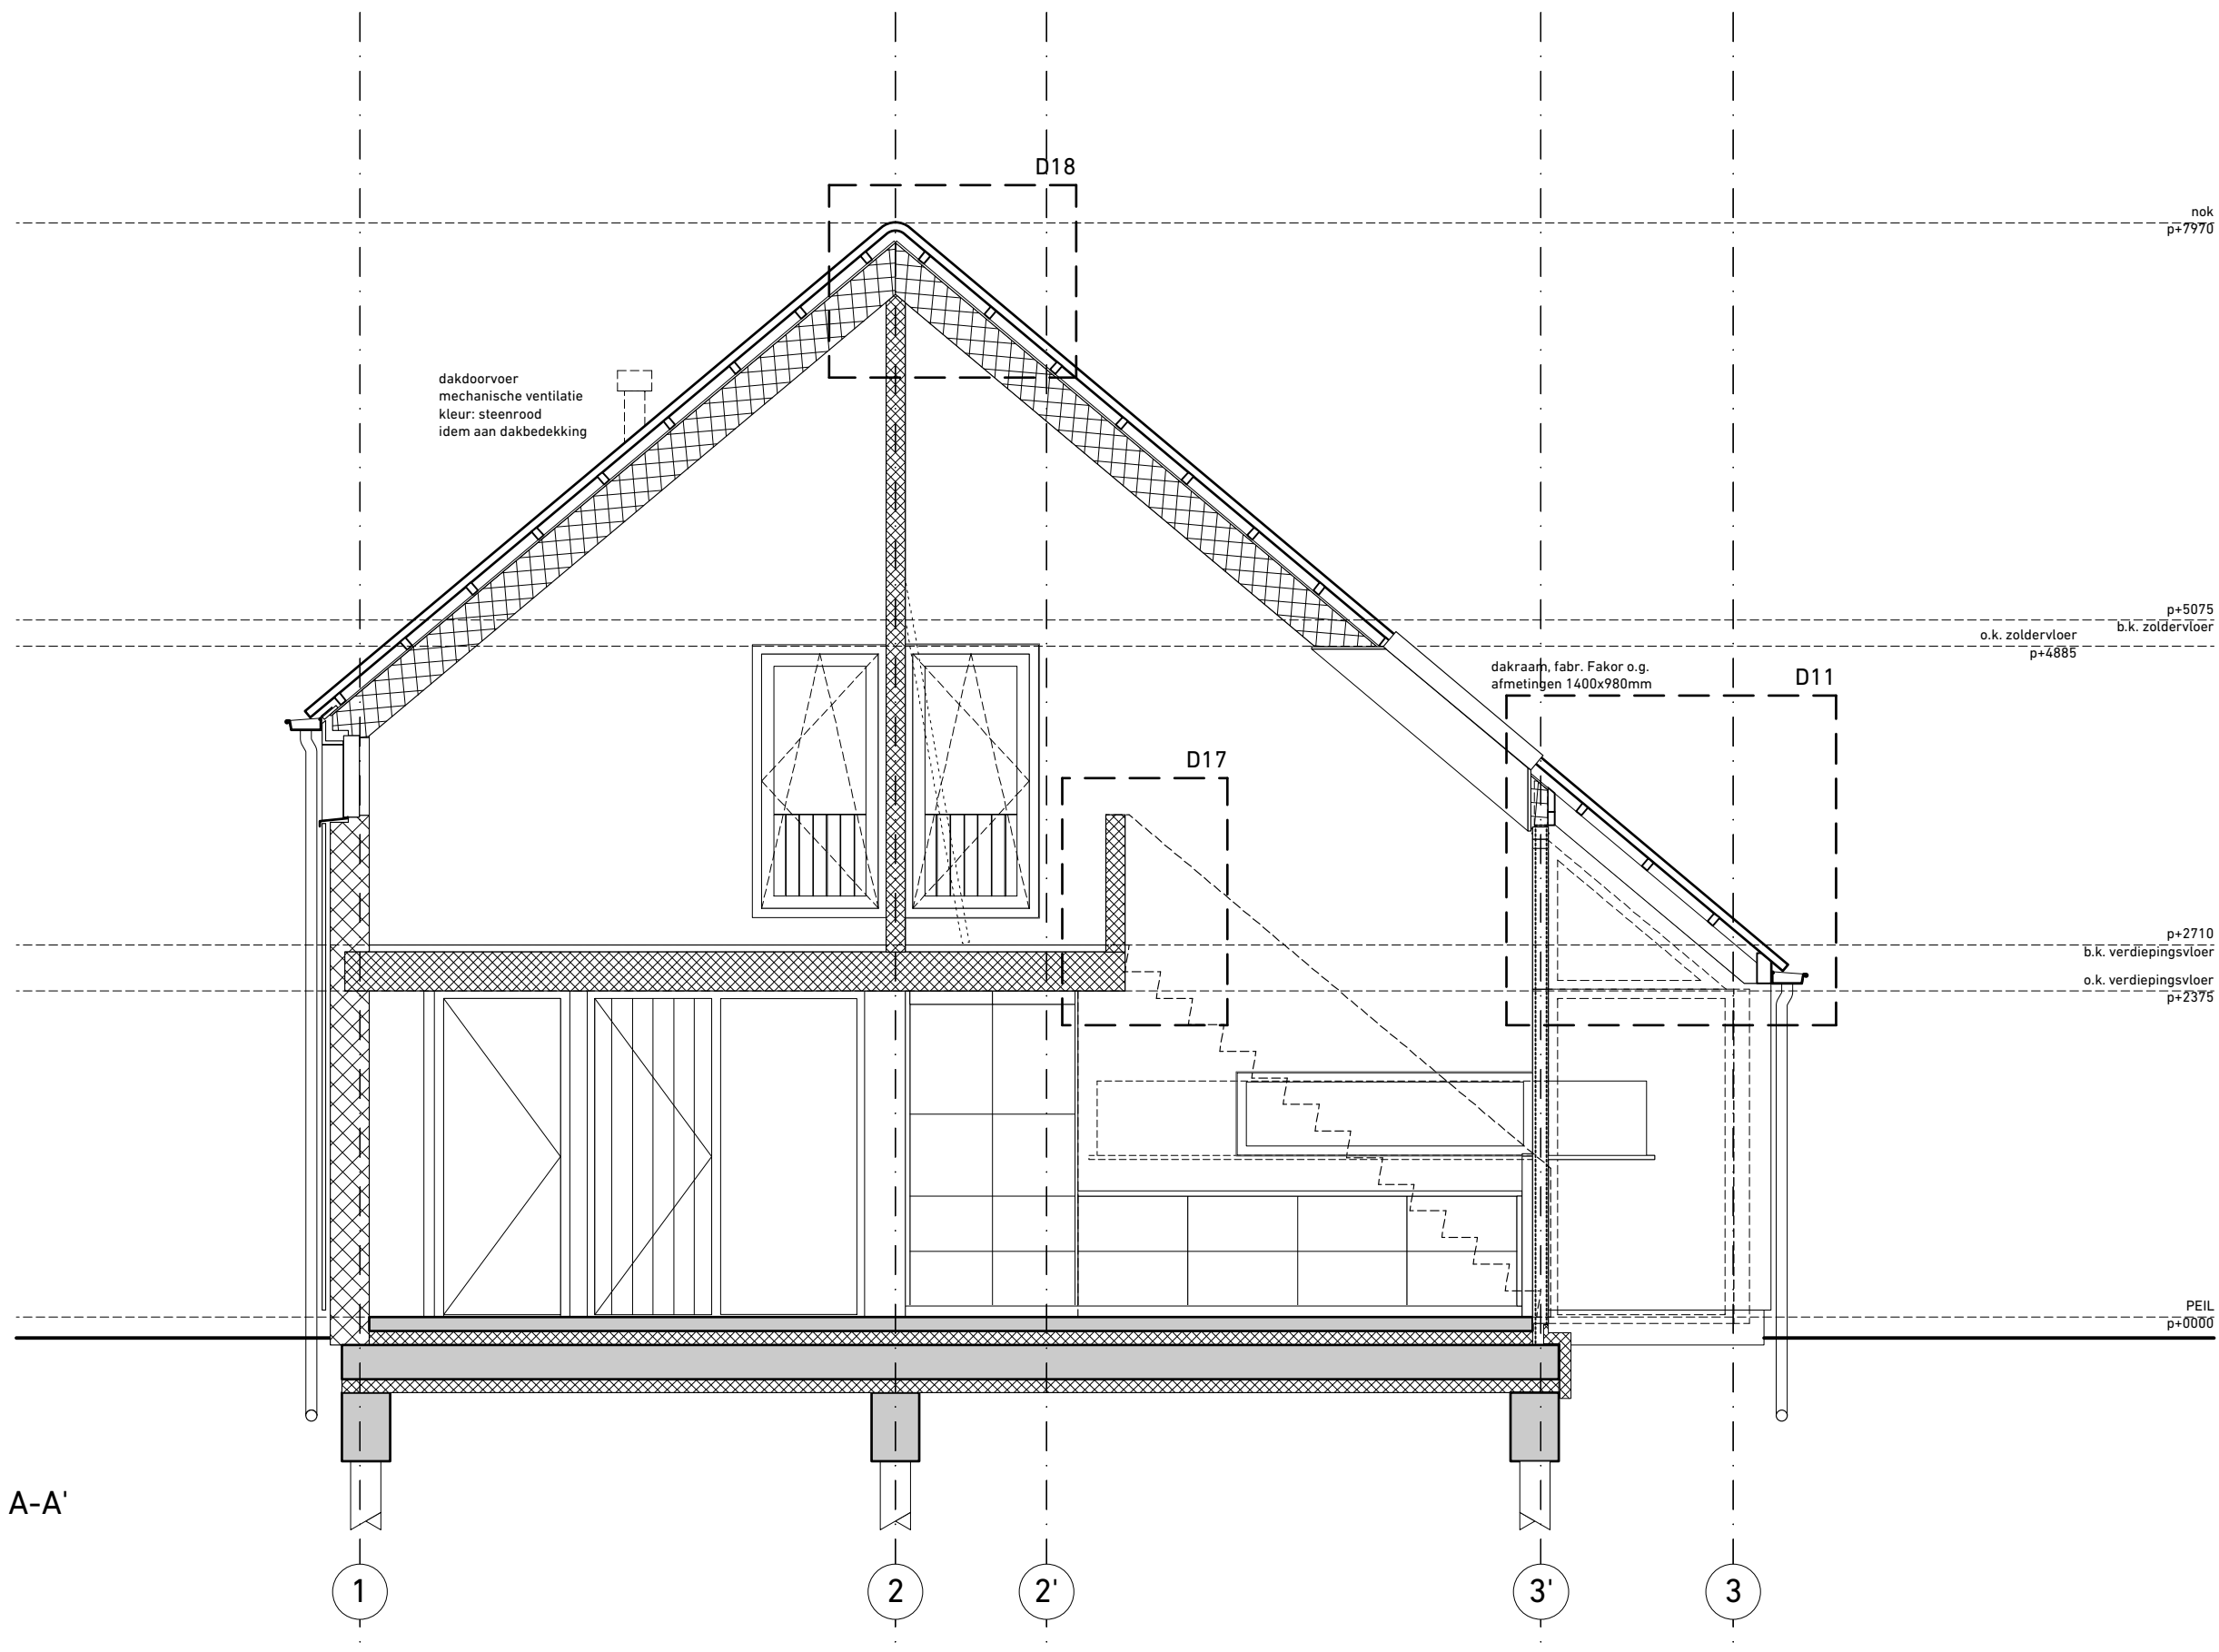 D18
nok
p+7970
dakdoorvoer
mechanische ventilatie
kleur: steenrood
idem aan dakbedekking
p+5075
b.k. zoldervloer
o.k. zoldervloer
p+4885
dakraam, fabr. Fakor o.g.
afmetingen 1400x980mm
D11
D17
p+2710
b.k. verdiepingsvloer
o.k. verdiepingsvloer
p+2375
PEIL
p+0000
A-A'
1
2
2'
3'
3